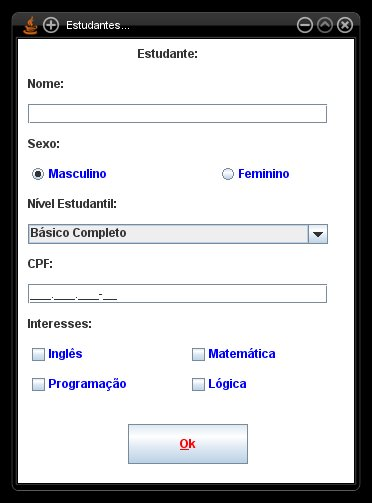 Estudantes...
Estudante:
Nome:
Sexo:
Masculino Feminino
Nível Estudantil:
Básico Completo
CPF:
___.___.___-__
Interesses:
Inglês Matemática
Programação Lógica
Ok